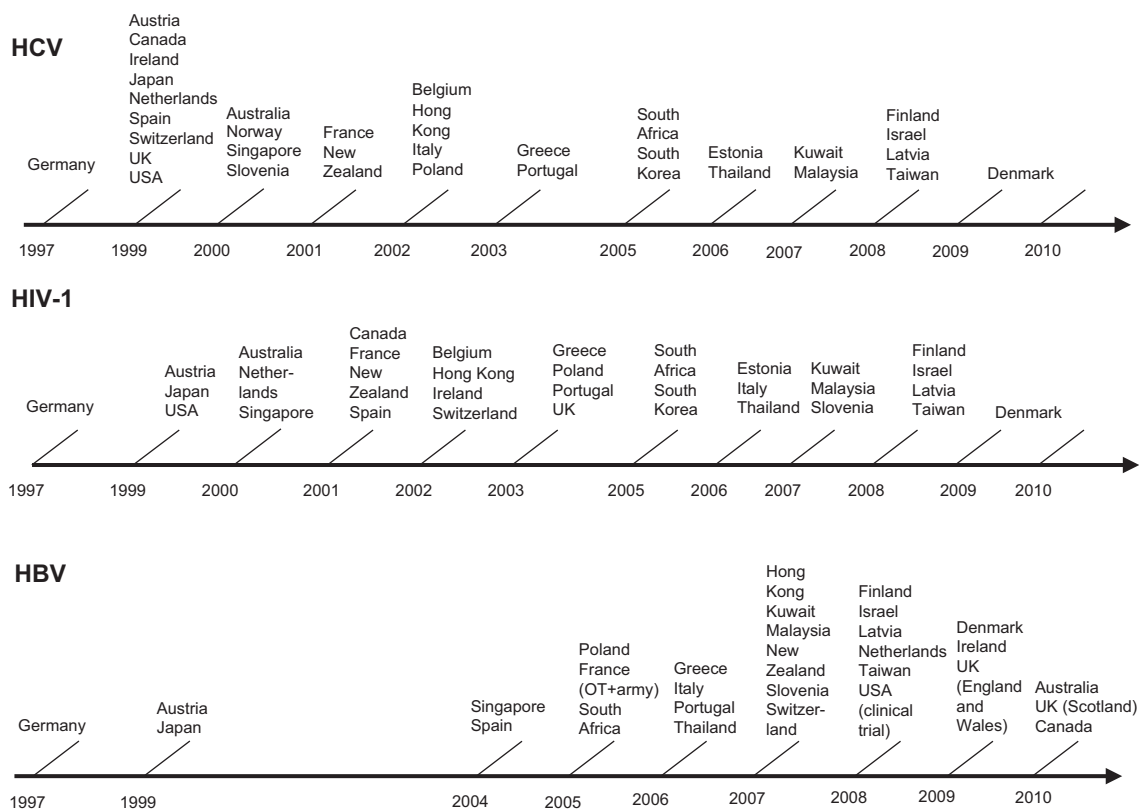 HCV
Germany
Austria
Canada
Ireland
Japan
Netherlands
Spain
Switzerland
UK
USA
Australia
Norway
Singapore
Slovenia
France
New
Zealand
Belgium
Hong
Kong
Italy
Poland
Greece
Portugal
South
Africa
South
Korea
Estonia
Thailand
Kuwait
Malaysia
Finland
Israel
Latvia
Taiwan
Denmark
1997 1999 2000 2001 2002 2003 2005 2006 2007 2008 2009 2010
HIV-1
Germany
Austria
Japan
USA
Australia
Nether-
lands
Singapore
Canada
France
New
Zealand
Spain
Belgium
Hong Kong
Ireland
Switzerland
Greece
Poland
Portugal
UK
South
Africa
South
Korea
Estonia
Italy
Thailand
Kuwait
Malaysia
Slovenia
Finland
Israel
Latvia
Taiwan
Denmark
1997 1999 2000 2001 2002 2003 2005 2006 2007 2008 2009 2010
HBV
Germany
Austria
Japan
Singapore
Spain
Poland
France
(OT+army)
South
Africa
Greece
Italy
Portugal
Thailand
Hong
Kong
Kuwait
Malaysia
New
Zealand
Slovenia
Switzer-
land
Finland
Israel
Latvia
Netherlands
Taiwan
USA
(clinical
trial)
Denmark
Ireland
UK
(England
and
Wales)
Australia
UK (Scotland)
Canada
1997 1999 2004 2005 2006 2007 2008 2009 2010